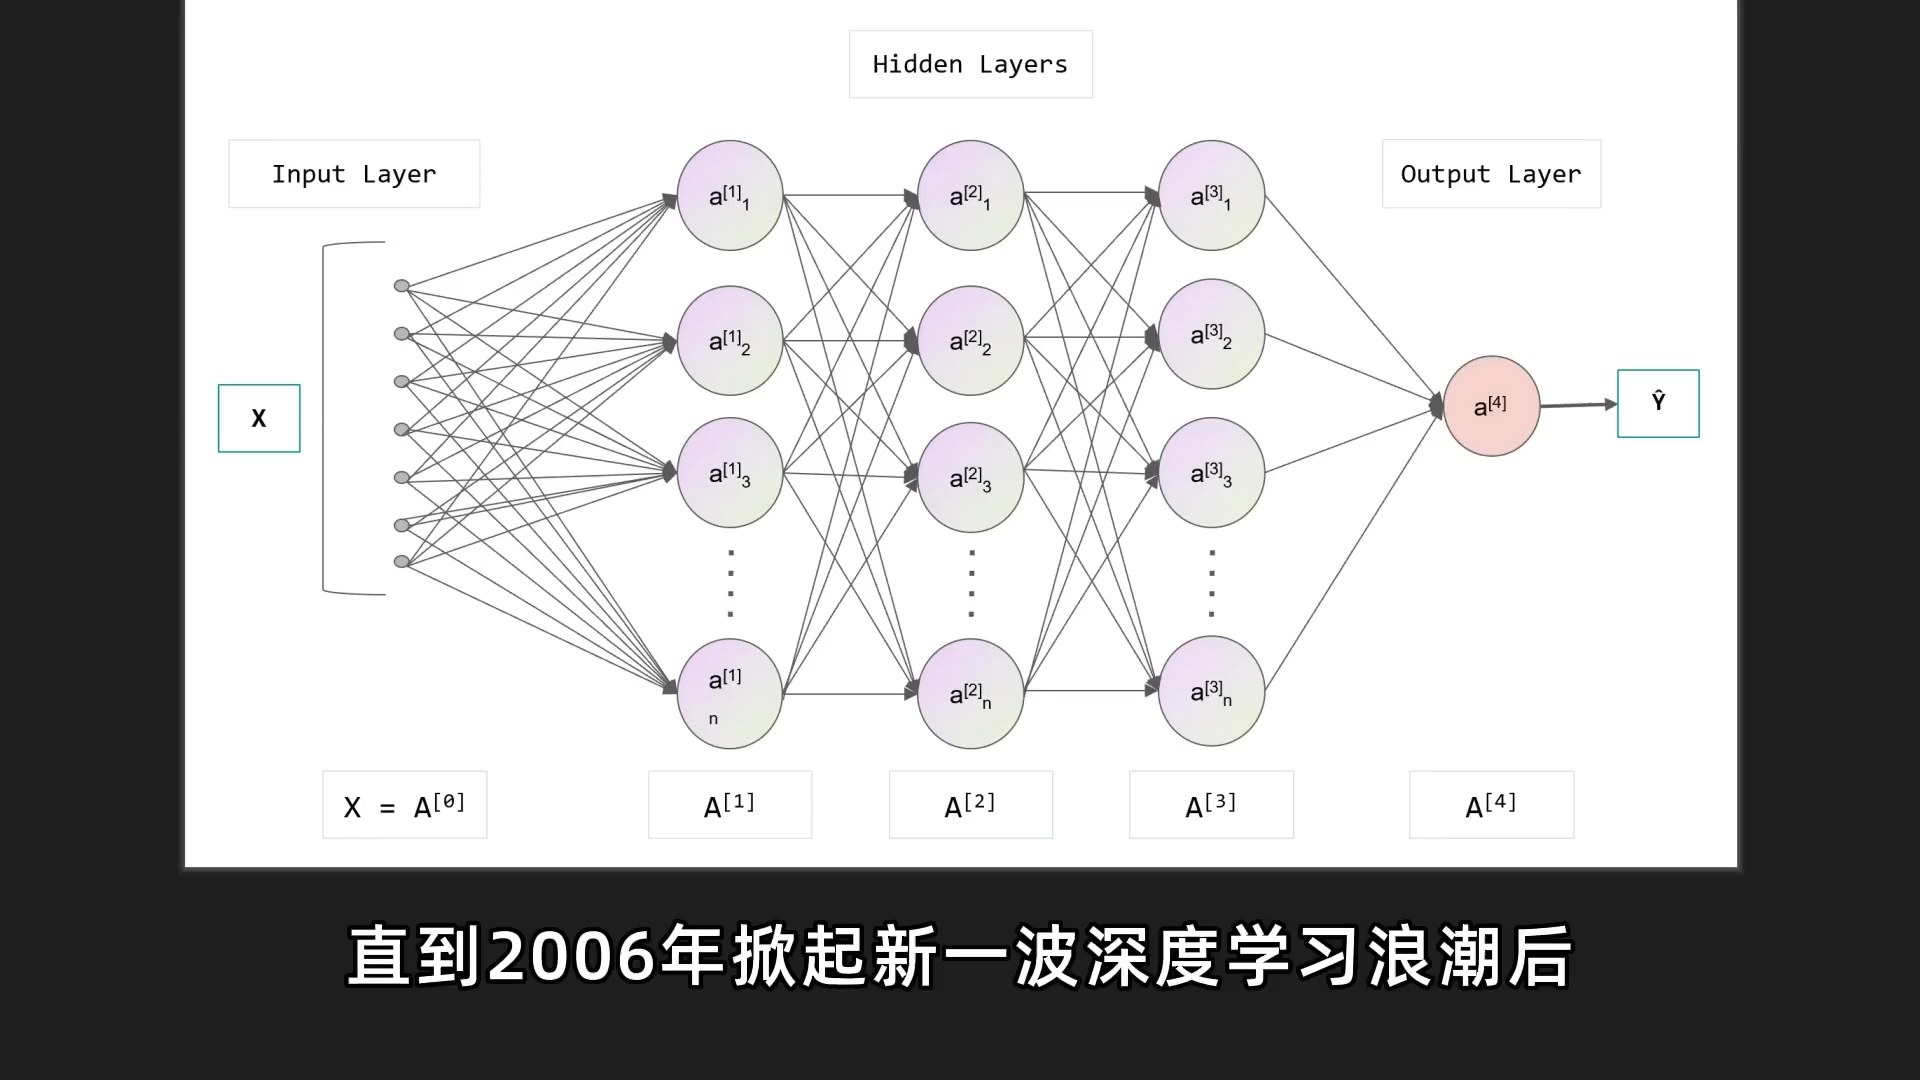 Hidden Layers
Input Layer
Output Layer
a[1]1
a[2]1
a[3]1
a[1]2
a[2]2
a[3]2
X
a[4]
Ŷ
a[1]3
a[2]3
a[3]3
a[1]
n
a[2]n
a[3]n
X = A[0]
A[1]
A[2]
A[3]
A[4]
直到2006年掀起新一波深度学习浪潮后